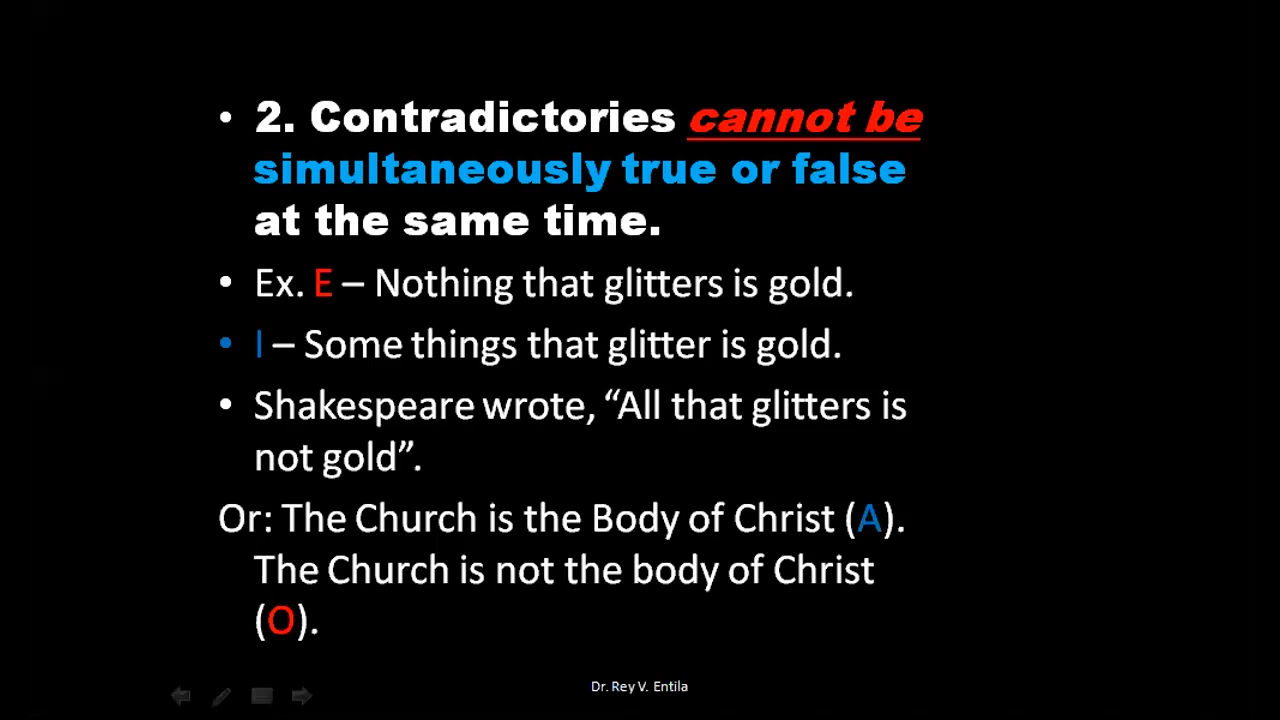 • 2. Contradictories cannot be
simultaneously true or false
at the same time.
• Ex. E – Nothing that glitters is gold.
• I – Some things that glitter is gold.
• Shakespeare wrote, “All that glitters is
not gold”.
Or: The Church is the Body of Christ (A).
The Church is not the body of Christ
(O).
Dr. Rey V. Entila